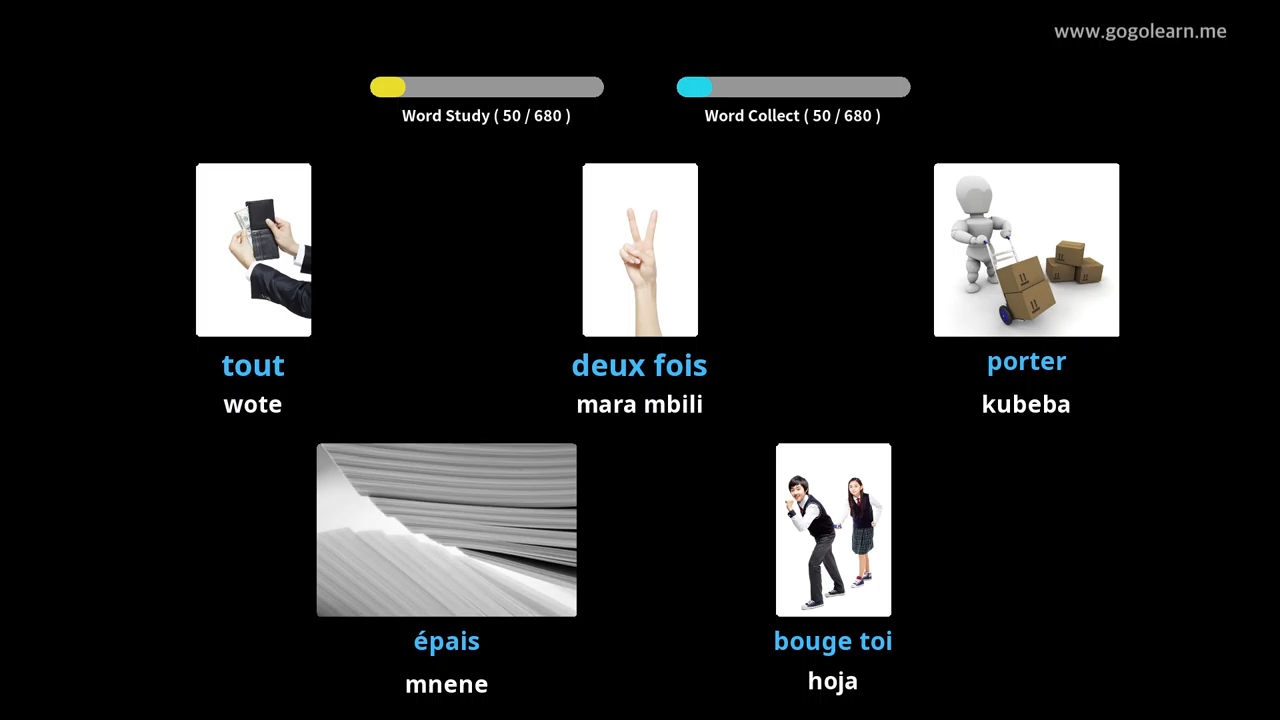 www.gogolearn.me
Word Study ( 50 / 680 )
Word Collect ( 50 / 680 )
tout
wote
deux fois
mara mbili
porter
kubeba
épais
mnene
bouge toi
hoja